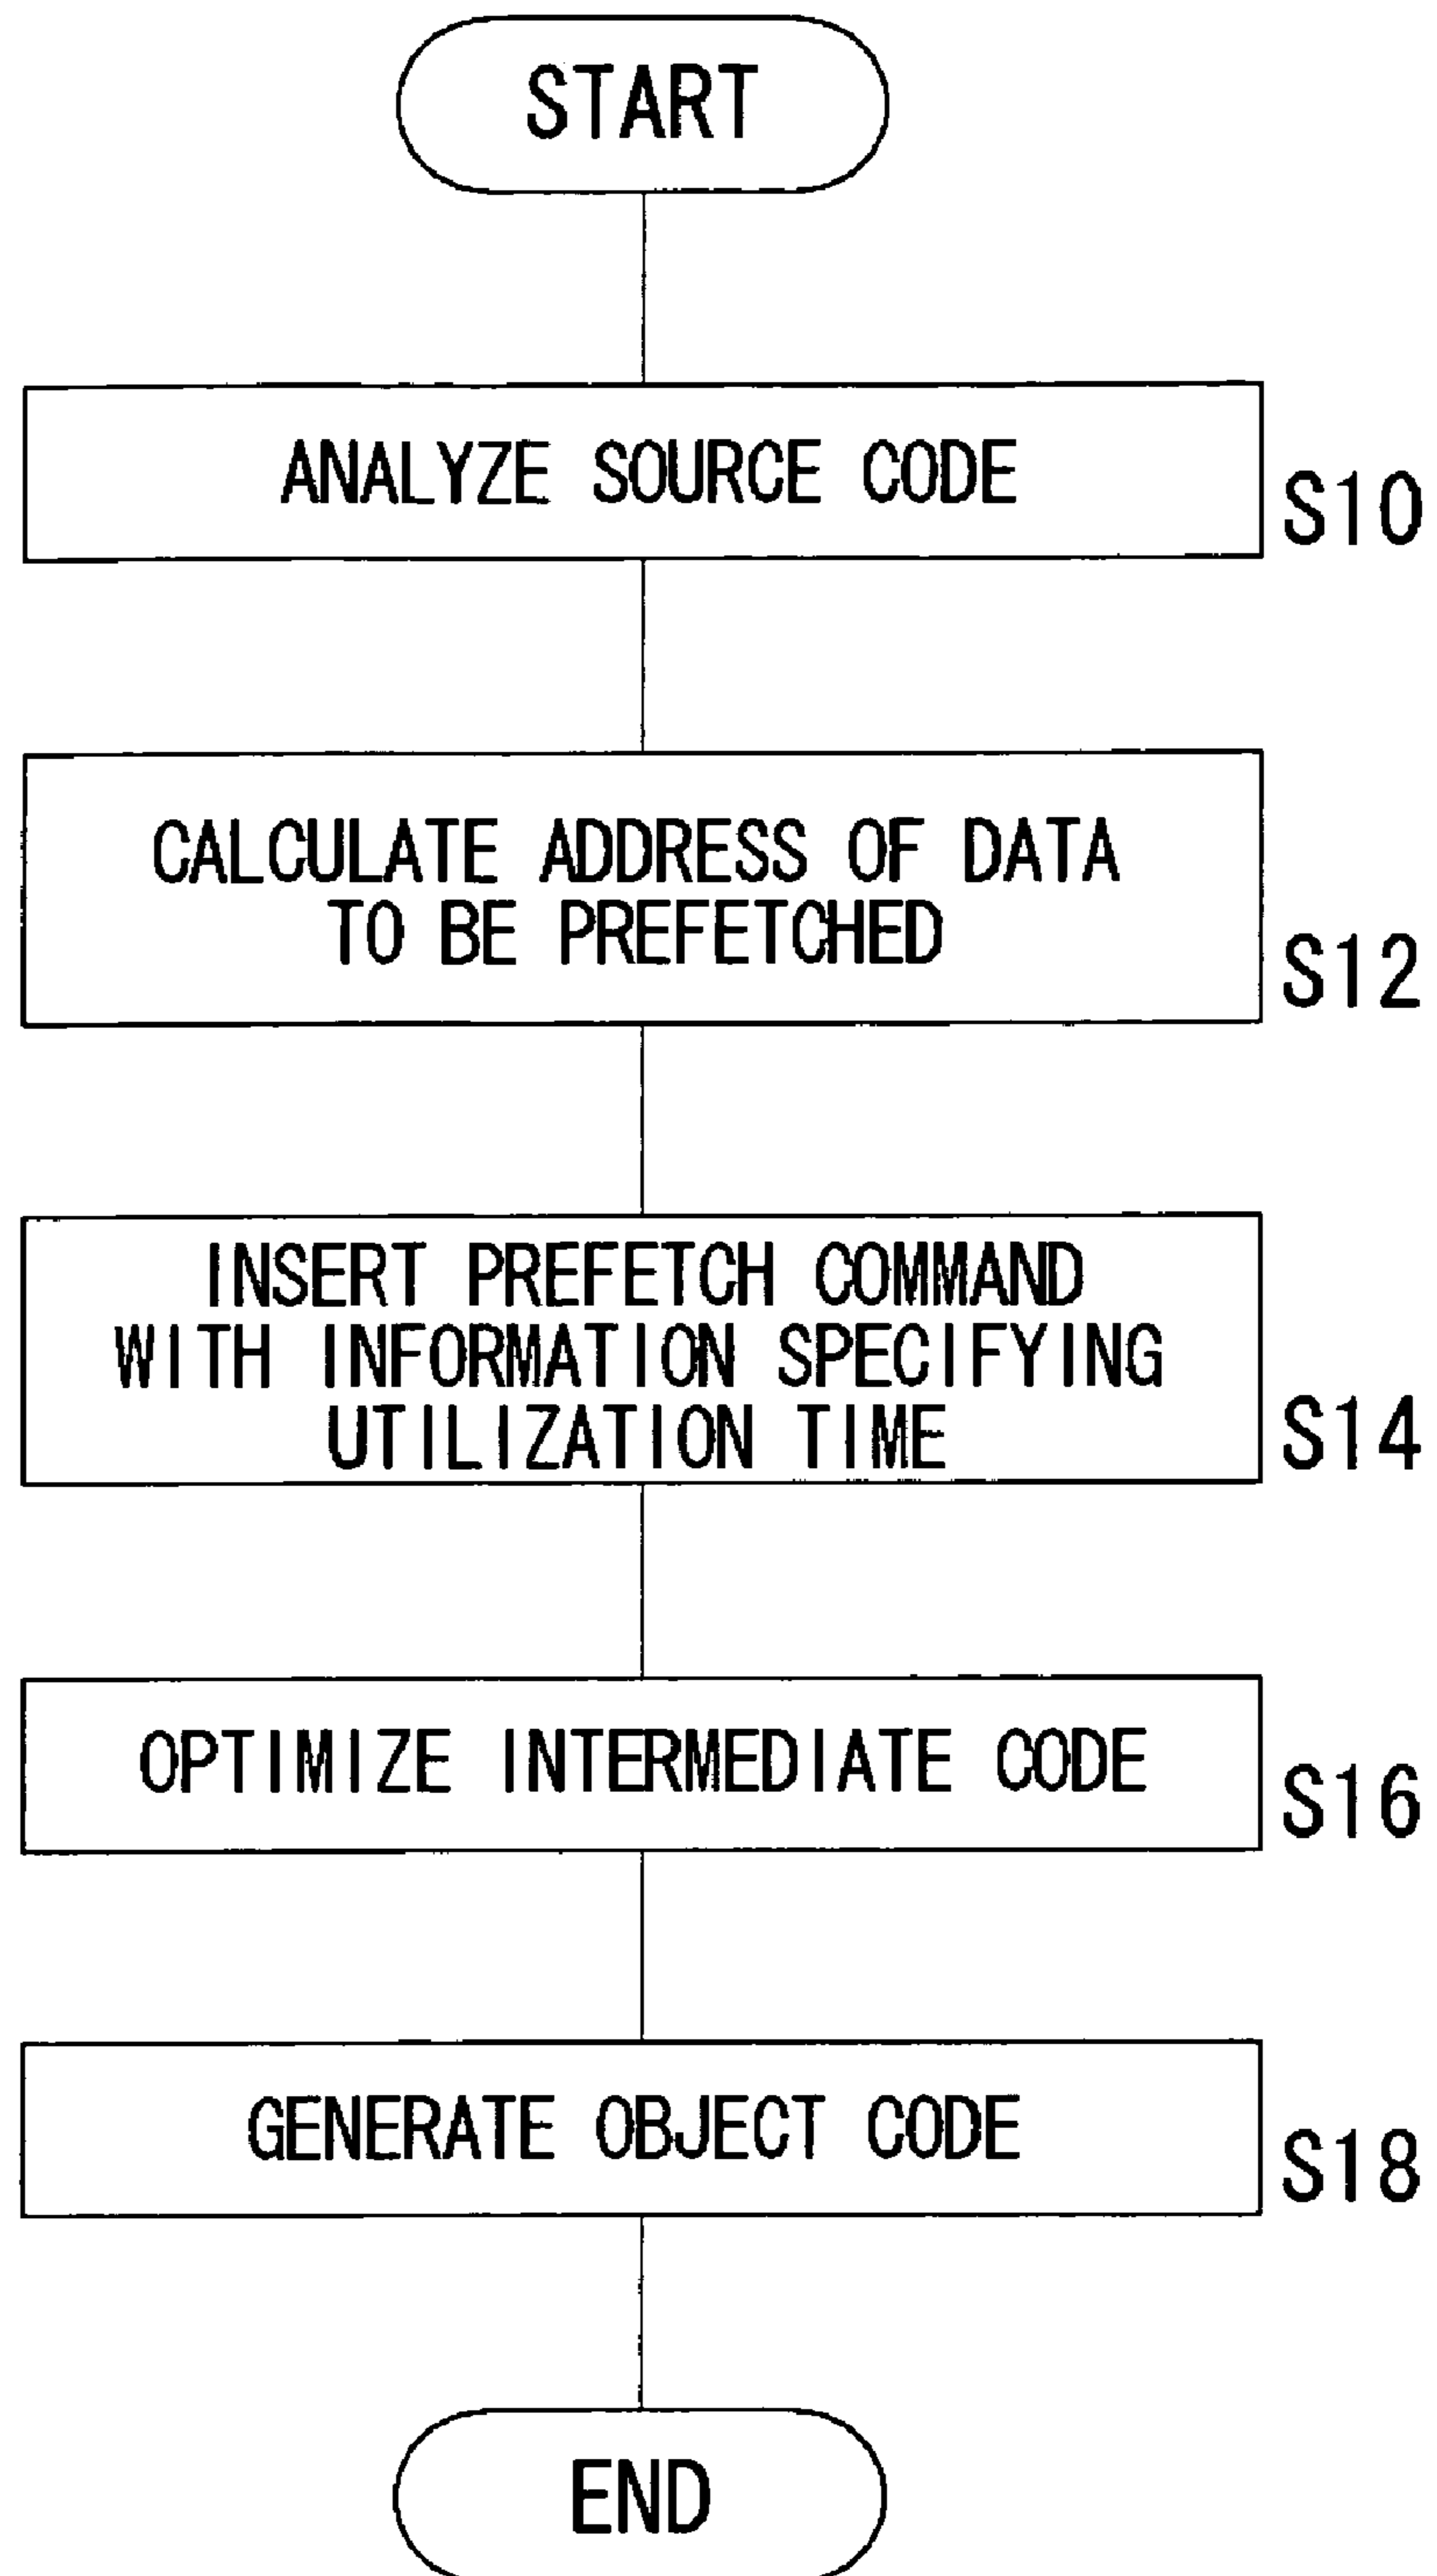 START
ANALYZE SOURCE CODE
S10
CALCULATE ADDRESS OF DATA
TO BE PREFETCHED
S12
INSERT PREFETCH COMMAND
WITH INFORMATION SPECIFYING
UTILIZATION TIME
S14
OPTIMIZE INTERMEDIATE CODE
S16
GENERATE OBJECT CODE
S18
END